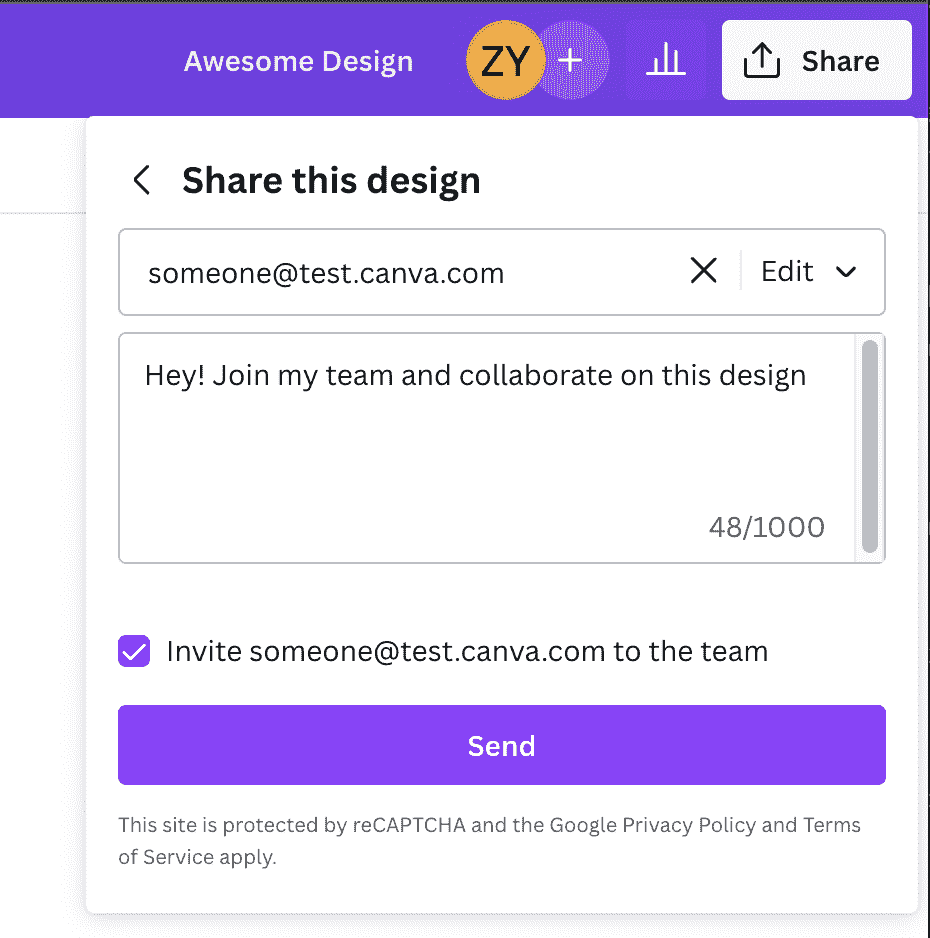 Awesome Design
ZY
Share
Share this design
someone@test.canva.com
Edit
Hey! Join my team and collaborate on this design
48/1000
Invite someone@test.canva.com to the team
Send
This site is protected by reCAPTCHA and the Google Privacy Policy and Terms
of Service apply.